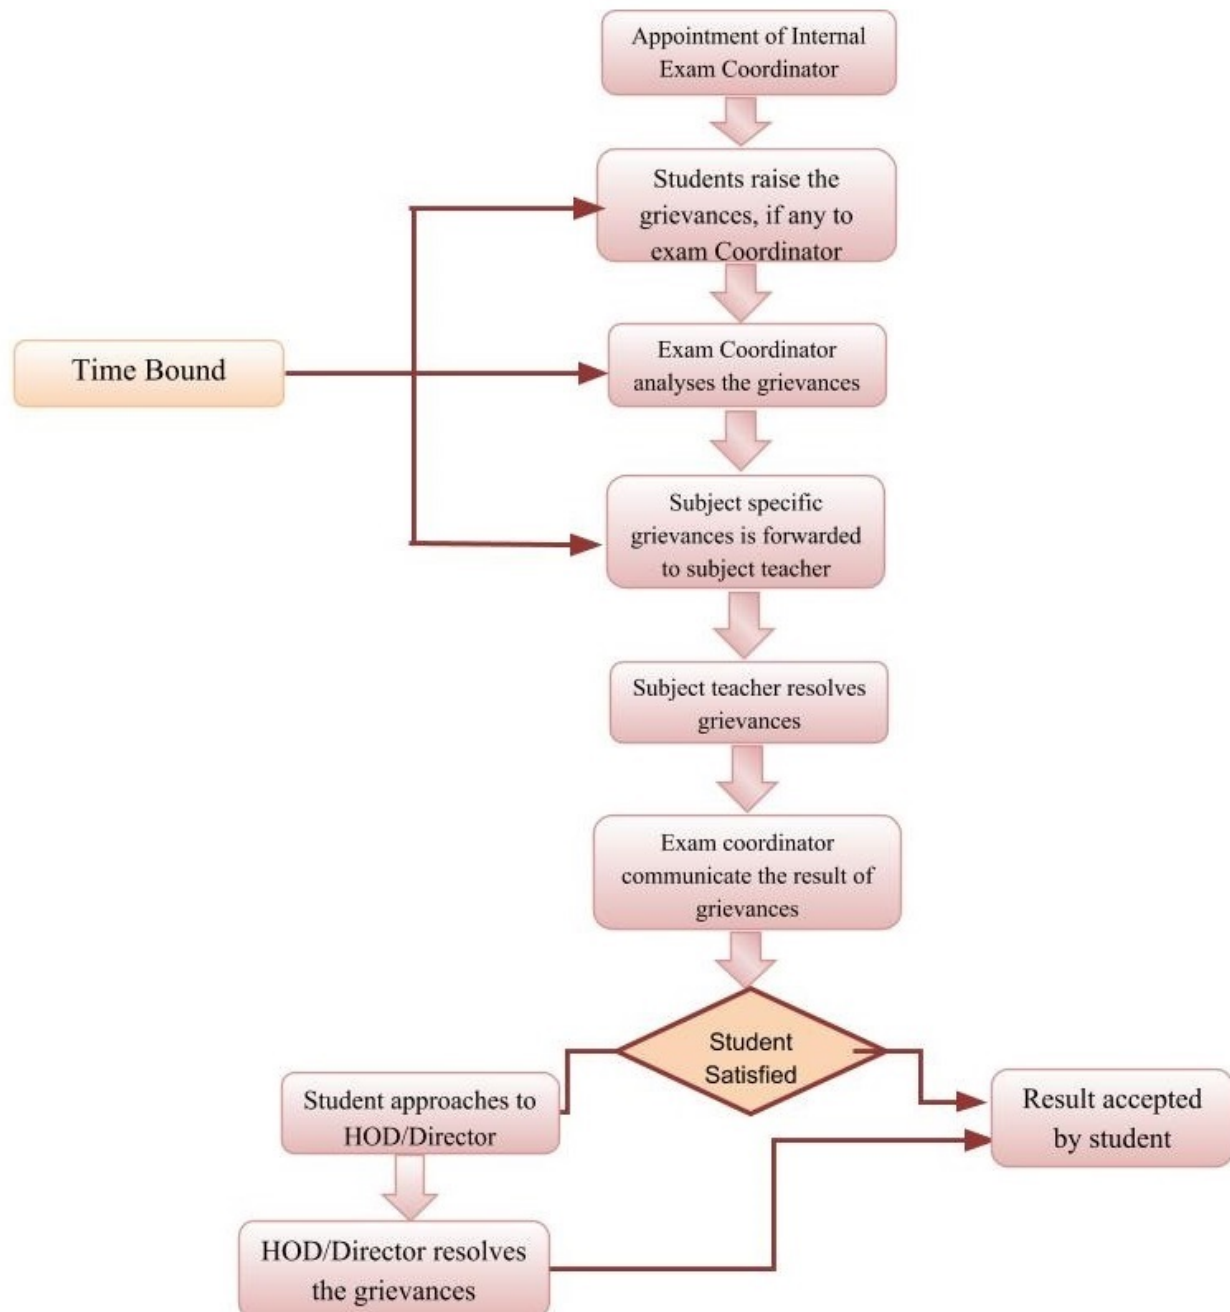 Appointment of Internal
Exam Coordinator
Students raise the
grievances, if any to
exam Coordinator
Time Bound
Exam Coordinator
analyses the grievances
Subject specific
grievances is forwarded
to subject teacher
Subject teacher resolves
grievances
Exam coordinator
communicate the result of
grievances
Student
Satisfied
Student approaches to
HOD/Director
Result accepted
by student
HOD/Director resolves
the grievances